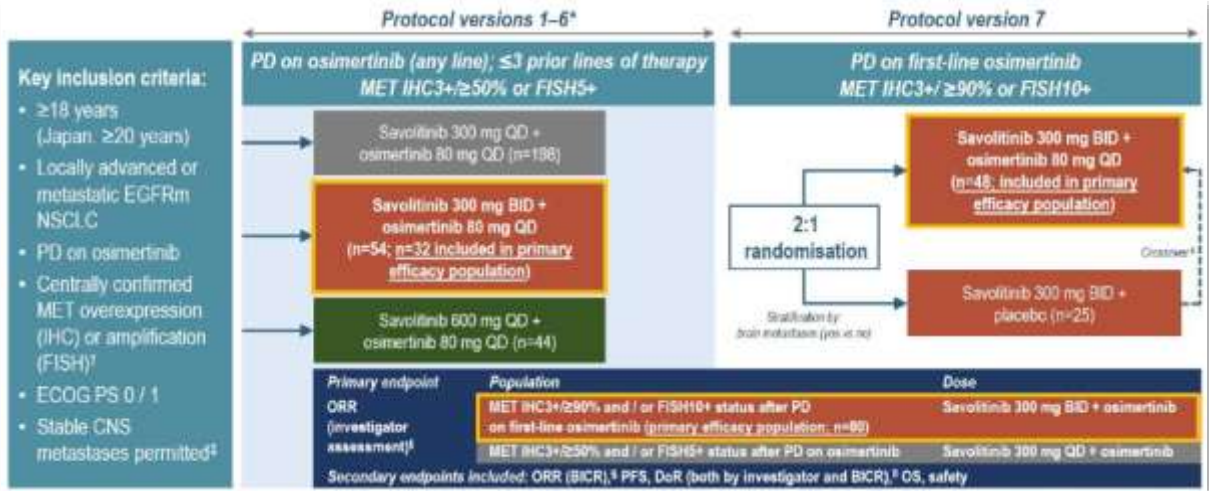 Protocol versions 1–6*
Protocol version 7
Key inclusion criteria:
• ≥18 years
(Japan. ≥20 years)
• Locally advanced or
metastatic EGFRm
NSCLC
• PD on osimertinib
• Centrally confirmed
MET overexpression
(IHC) or amplification
(FISH)†
• ECOG PS 0 / 1
• Stable CNS
metastases permitted‡
PD on osimertinib (any line); ≤3 prior lines of therapy
MET IHC3+/≥50% or FISH5+
Savolitinib 300 mg QD +
osimertinib 80 mg QD
Savolitinib 300 mg BID +
osimertinib 80 mg QD
(n=54; n=32 included in primary
efficacy population)
Savolitinib 600 mg QD +
osimertinib 80 mg QD (n=44)
PD on first-line osimertinib
MET IHC3+/ ≥90% or FISH10+
2:1
randomisation
Stratification by
brain metastases (yes vs no)
Savolitinib 300 mg BID +
osimertinib 80 mg QD
(n=48; included in primary
efficacy population)
Crossover
Savolitinib 300 mg BID +
placebo (n=25)
Primary endpoint Population Dose
ORR
(investigator
assessment)§
MET IHC3+/≥90% and / or FISH10+ status after PD
on first-line osimertinib (primary efficacy population: n=80)
Savolitinib 300 mg BID + osimertinib
MET IHC3+/≥50% and / or FISH5+ status after PD on osimertinib
Savolitinib 300 mg QD + osimertinib
Secondary endpoints included: ORR (BICR),§ PFS, DoR (both by investigator and BICR), OS, safety